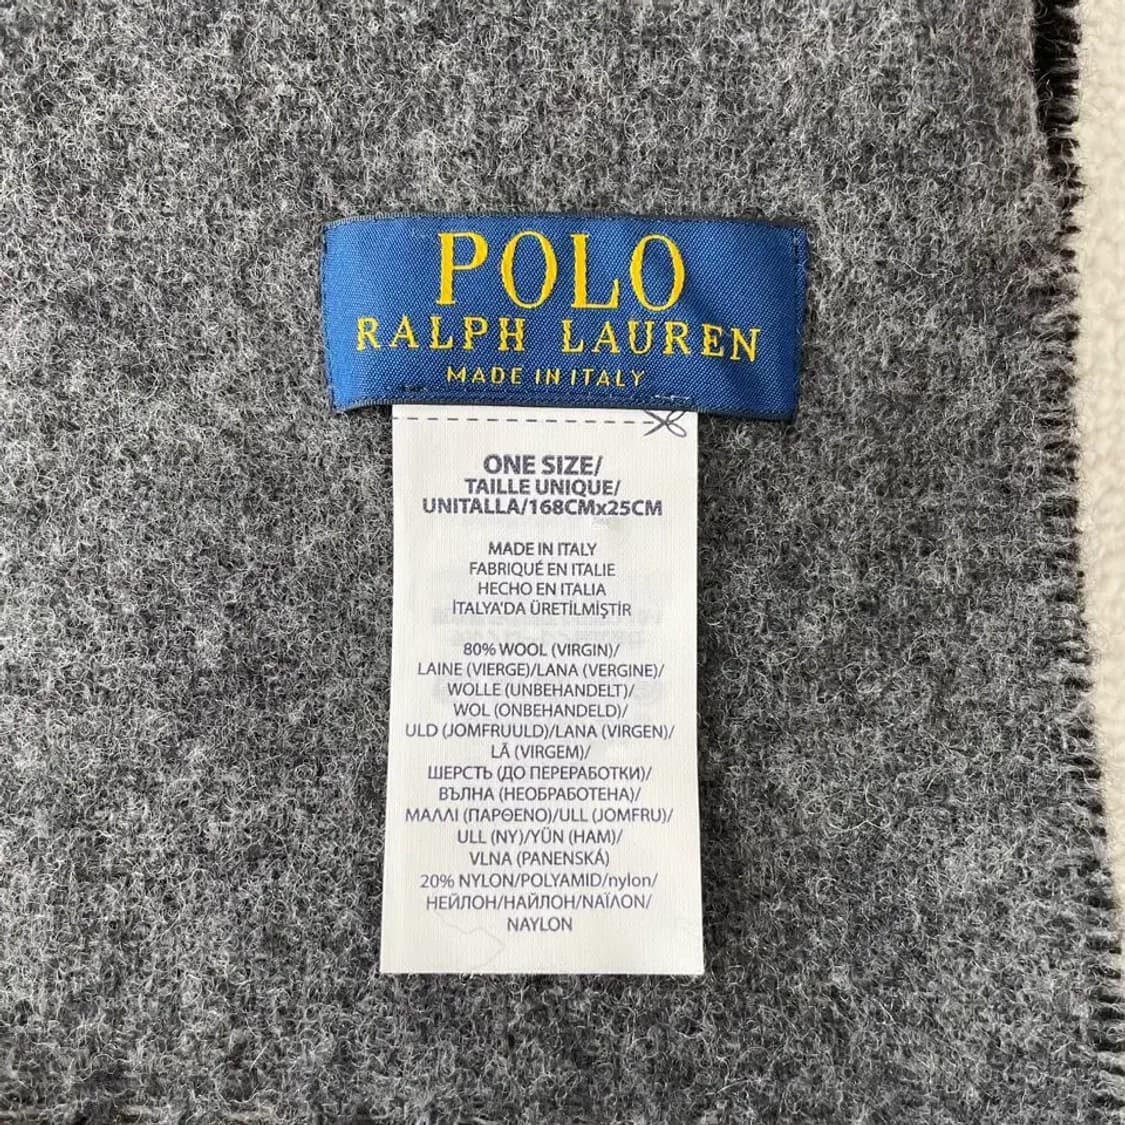 POLO
RALPH LAUREN
MADE IN ITALY
ONE SIZE/
TAILLE UNIQUE/
UNITALLA/168CMx25CM
MADE IN ITALY
FABRIQUÉ EN ITALIE
HECHO EN ITALIA
İTALYA'DA ÜRETİLMİŞTİR
80% WOOL (VIRGIN)/
LAINE (VIERGE)/LANA (VERGINE)/
WOLLE (UNBEHANDELT)/
WOL (ONBEHANDELD)/
ULD (JOMFRUULD)/LANA (VIRGEN)/
LÃ (VIRGEM)/
ШЕРСТЬ (ДО ПЕРЕРАБОТКИ)/
ВЪЛНА (НЕОБРАБОТЕНА)/
ΜΑΛΛΙ (ΠΑΡΘΕΝΟ)/ULL (JOMFRU)/
ULL (NY)/YÜN (HAM)/
VLNA (PANENSKÁ)
20% NYLON/POLYAMID/nylon/
НЕЙЛОН/НАЙЛОН/ΝΑΪΛΟΝ/
NAYLON